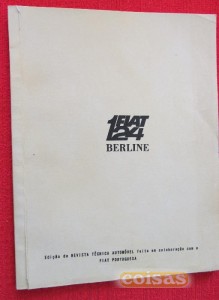 FIAT
124
BERLINE
Edição da REVISTA TÉCNICA AUTOMÓVEL feita em colaboração com a
FIAT PORTUGUESA
coisas